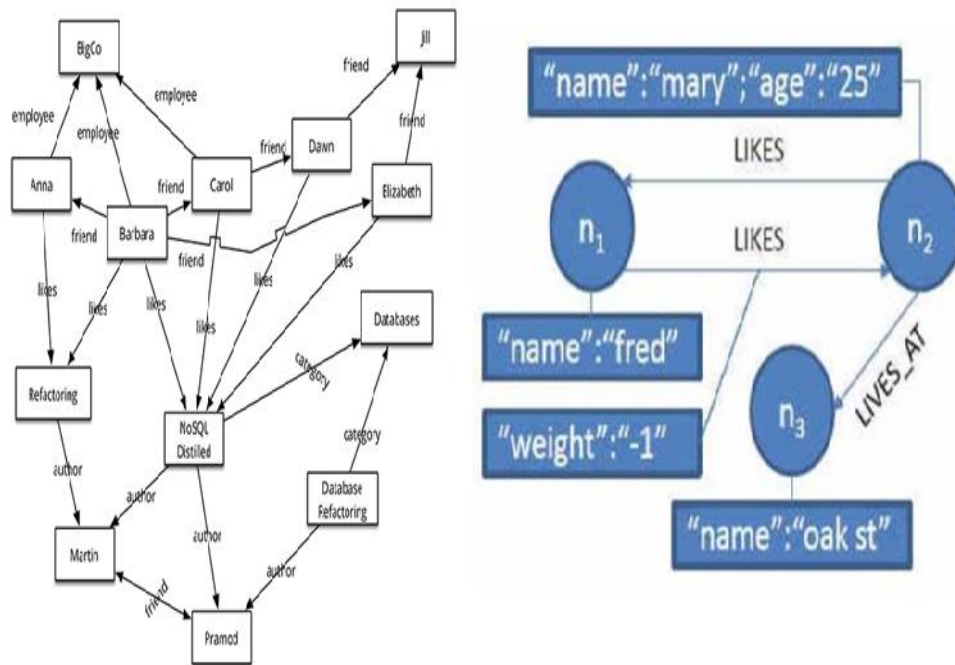 BigCo
Jill
friend
employee
employee
employee
friend
Dawn
friend
Anna
friend
Carol
Elizabeth
friend
Barbara
friend
likes
likes
likes
likes
likes
likes
Databases
category
Refactoring
NoSQL
Distilled
category
author
author
Database
Refactoring
author
author
Martin
friend
Pramod
"name":"mary";"age":"25"
LIKES
n1
n2
LIKES
"name":"fred"
LIVES_AT
n3
"weight":"-1"
"name":"oak st"